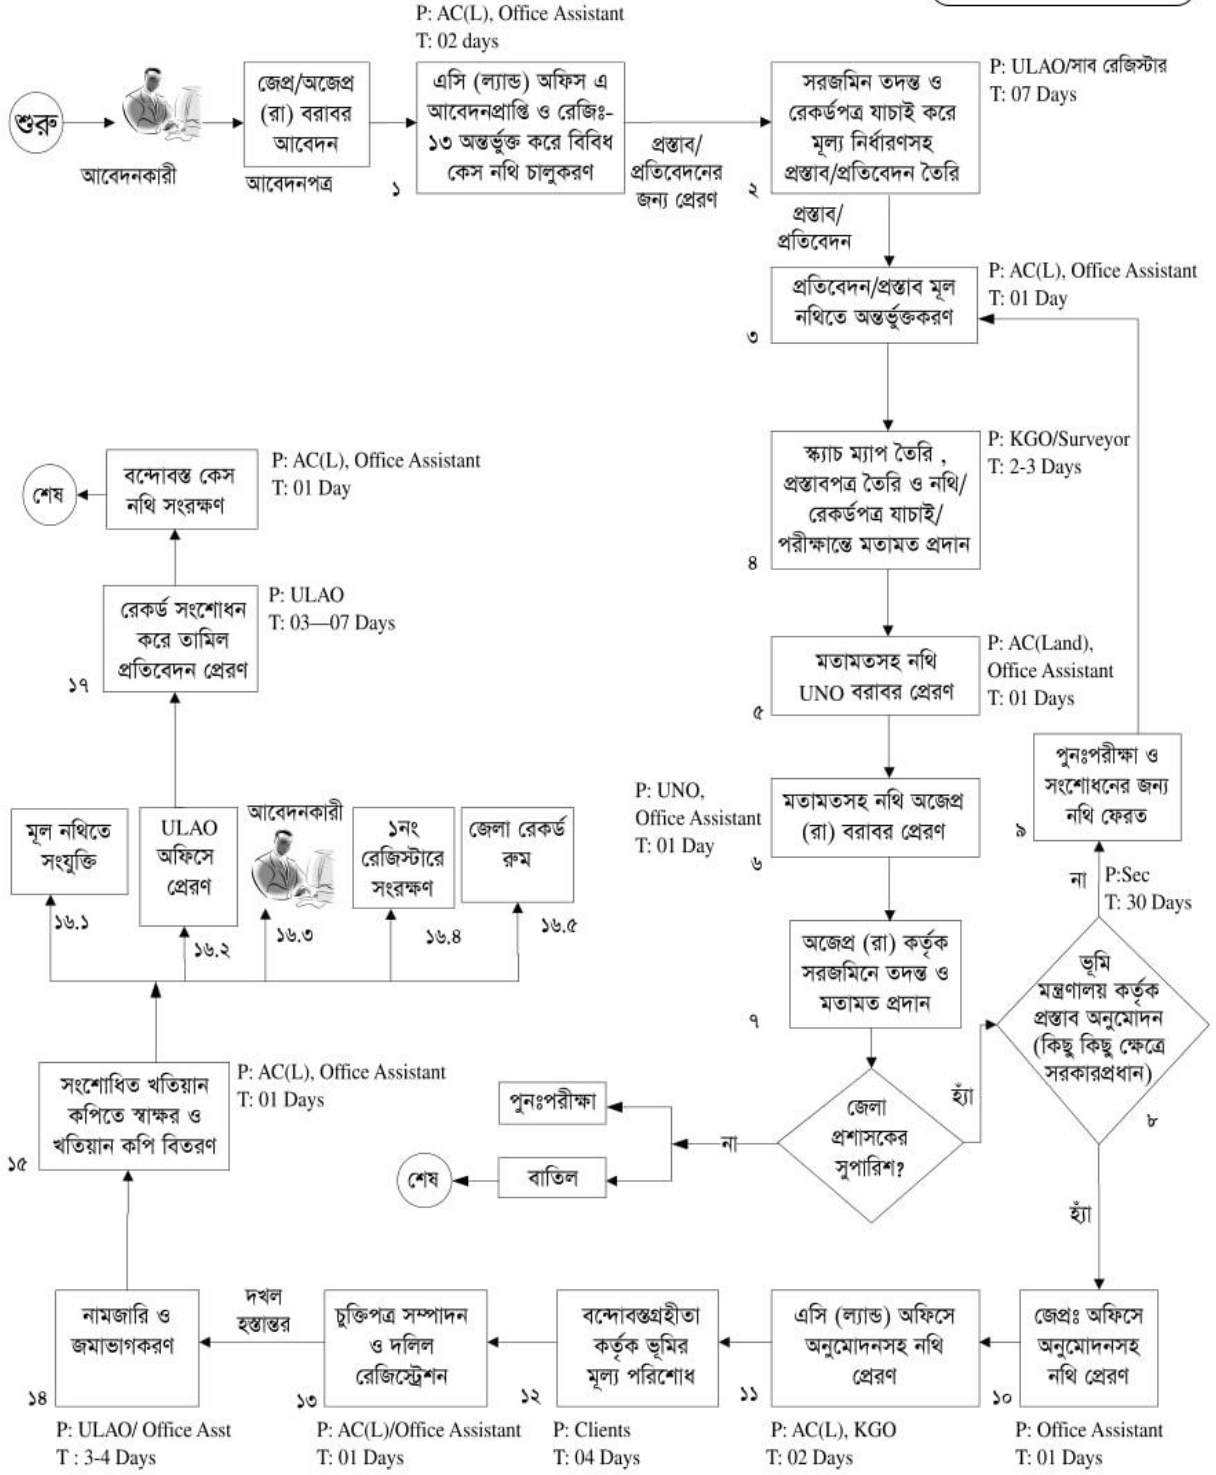 P: AC(L), Office Assistant
T: 02 days
শুরু
আবেদনকারী
জেপ্র/অজেপ্র
(রা) বরাবর
আবেদন
আবেদনপত্র
এসি (ল্যান্ড) অফিস এ
আবেদনপ্রাপ্তি ও রেজিঃ-
১৩ অন্তর্ভুক্ত করে বিবিধ
কেস নথি চালুকরণ
১
প্রস্তাব/
প্রতিবেদনের
জন্য প্রেরণ
সরজমিন তদন্ত ও
রেকর্ডপত্র যাচাই করে
মূল্য নির্ধারণসহ
প্রস্তাব/প্রতিবেদন তৈরি
২
P: ULAO/সাব রেজিস্টার
T: 07 Days
প্রস্তাব/
প্রতিবেদন
প্রতিবেদন/প্রস্তাব মূল
নথিতে অন্তর্ভুক্তকরণ
৩
P: AC(L), Office Assistant
T: 01 Day
স্ক্যাচ ম্যাপ তৈরি ,
প্রস্তাবপত্র তৈরি ও নথি/
রেকর্ডপত্র যাচাই/
পরীক্ষান্তে মতামত প্রদান
৪
P: KGO/Surveyor
T: 2-3 Days
মতামতসহ নথি
UNO বরাবর প্রেরণ
৫
P: AC(Land),
Office Assistant
T: 01 Days
মতামতসহ নথি অজেপ্র
(রা) বরাবর প্রেরণ
৬
P: UNO,
Office Assistant
T: 01 Day
অজেপ্র (রা) কর্তৃক
সরজমিনে তদন্ত ও
মতামত প্রদান
৭
জেলা
প্রশাসকের
সুপারিশ?
না
পুনঃপরীক্ষা
বাতিল
শেষ
হ্যাঁ
ভূমি
মন্ত্রণালয় কর্তৃক
প্রস্তাব অনুমোদন
(কিছু কিছু ক্ষেত্রে
সরকারপ্রধান)
৮
না
P:Sec
T: 30 Days
পুনঃপরীক্ষা ও
সংশোধনের জন্য
নথি ফেরত
৯
হ্যাঁ
জেপ্রঃ অফিসে
অনুমোদনসহ
নথি প্রেরণ
১০
P: Office Assistant
T: 01 Days
এসি (ল্যান্ড) অফিসে
অনুমোদনসহ নথি
প্রেরণ
১১
P: AC(L), KGO
T: 02 Days
বন্দোবস্তগ্রহীতা
কর্তৃক ভূমির
মূল্য পরিশোধ
১২
P: Clients
T: 04 Days
চুক্তিপত্র সম্পাদন
ও দলিল
রেজিস্ট্রেশন
১৩
P: AC(L)/Office Assistant
T: 01 Days
দখল
হস্তান্তর
নামজারি ও
জমাভাগকরণ
১৪
P: ULAO/ Office Asst
T : 3-4 Days
সংশোধিত খতিয়ান
কপিতে স্বাক্ষর ও
খতিয়ান কপি বিতরণ
১৫
P: AC(L), Office Assistant
T: 01 Days
মূল নথিতে
সংযুক্তি
১৬.১
ULAO
অফিসে
প্রেরণ
১৬.২
আবেদনকারী
১৬.৩
১নং
রেজিস্টারে
সংরক্ষণ
১৬.৪
জেলা রেকর্ড
রুম
১৬.৫
রেকর্ড সংশোধন
করে তামিল
প্রতিবেদন প্রেরণ
১৭
P: ULAO
T: 03—07 Days
বন্দোবস্ত কেস
নথি সংরক্ষণ
P: AC(L), Office Assistant
T: 01 Day
শেষ